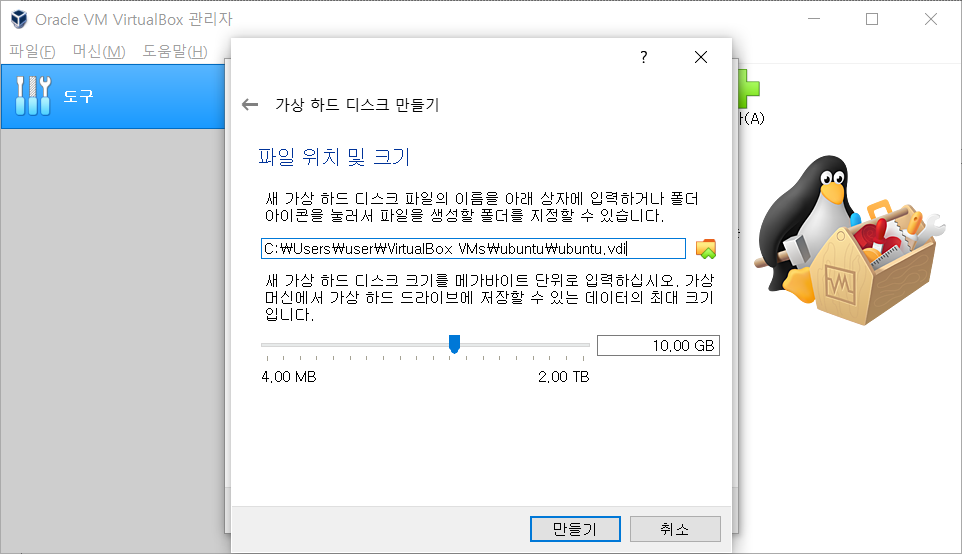 Oracle VM VirtualBox 관리자
파일(F) 머신(M) 도움말(H)
도구
?
가상 하드 디스크 만들기
(A)
파일 위치 및 크기
새 가상 하드 디스크 파일의 이름을 아래 상자에 입력하거나 폴더
아이콘을 눌러서 파일을 생성할 폴더를 지정할 수 있습니다.
C:₩Users₩user₩VirtualBox VMs₩ubuntu₩ubuntu.vdi
새 가상 하드 디스크 크기를 메가바이트 단위로 입력하십시오. 가상
머신에서 가상 하드 드라이브에 저장할 수 있는 데이터의 최대 크기
입니다.
10.00 GB
4.00 MB 2.00 TB
만들기 취소